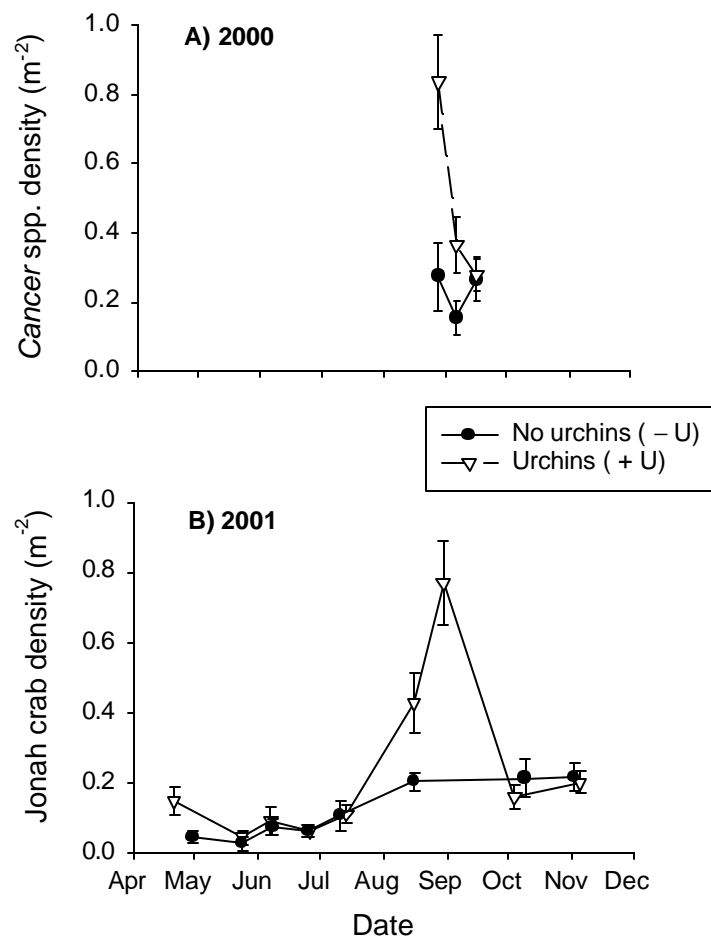 A) 2000
Cancer spp. density (m-2)
1.0
0.8
0.6
0.4
0.2
0.0
No urchins ( – U)
Urchins ( + U)
B) 2001
Jonah crab density (m-2)
1.0
0.8
0.6
0.4
0.2
0.0
Apr May Jun Jul Aug Sep Oct Nov Dec
Date